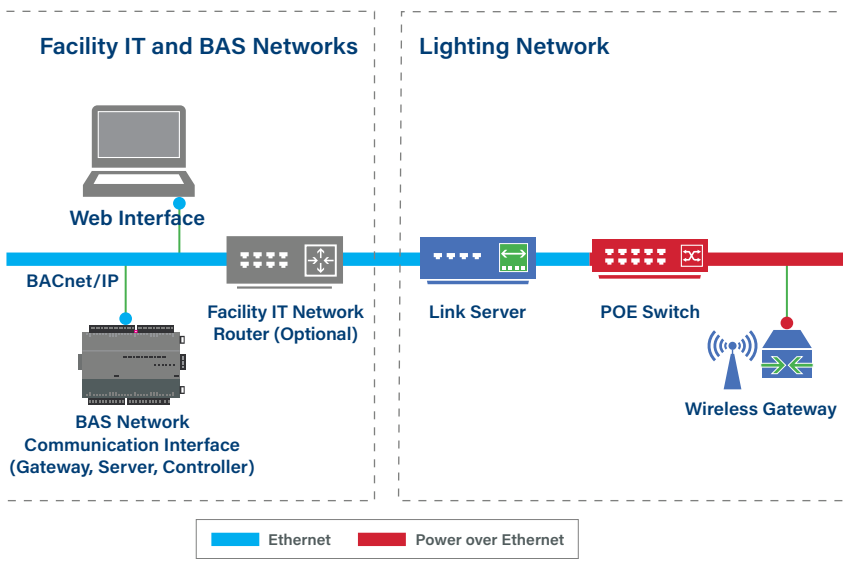 Facility IT and BAS Networks
Lighting Network
Web Interface
BACnet/IP
Facility IT Network
Router (Optional)
Link Server
POE Switch
Wireless Gateway
BAS Network
Communication Interface
(Gateway, Server, Controller)
Ethernet
Power over Ethernet